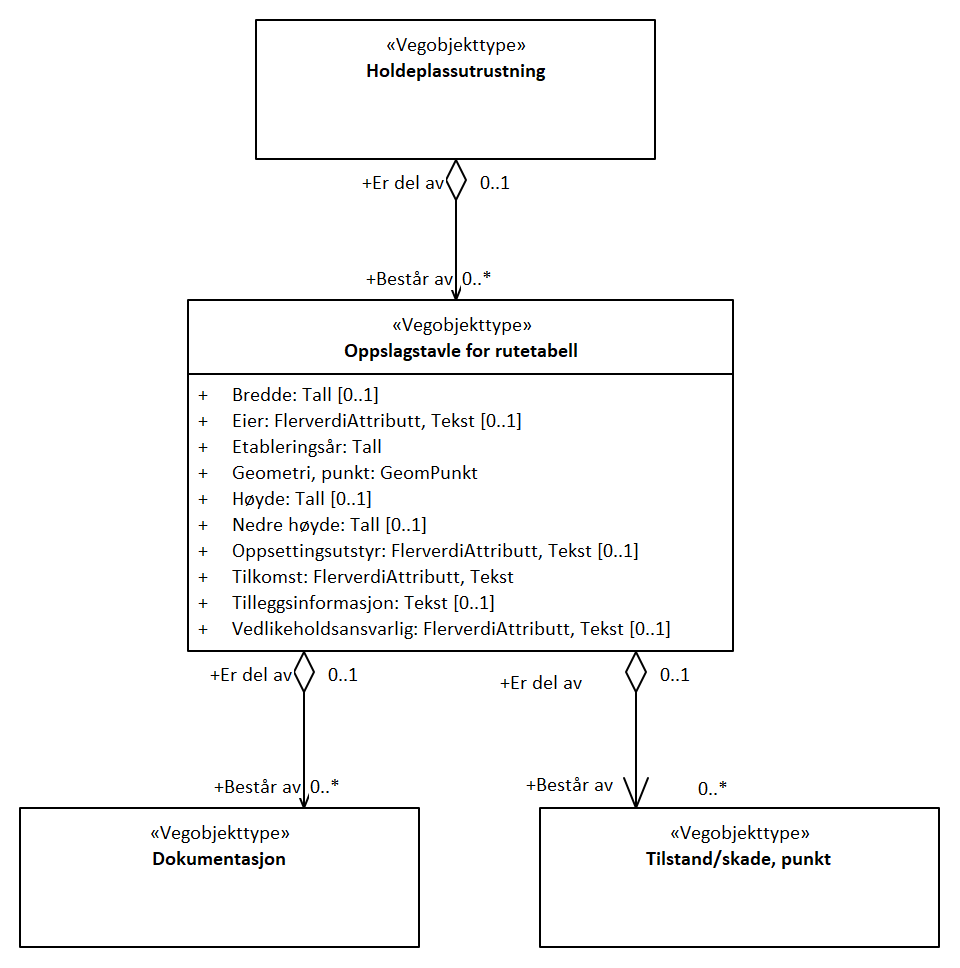 «Vegobjekttype»
Holdeplassutrustning
+Er del av 0..1
+Består av 0..*
«Vegobjekttype»
Oppslagstavle for rutetabell
+ Bredde: Tall [0..1]
+ Eier: FlerverdiAttributt, Tekst [0..1]
+ Etableringsår: Tall
+ Geometri, punkt: GeomPunkt
+ Høyde: Tall [0..1]
+ Nedre høyde: Tall [0..1]
+ Oppsettingsutstyr: FlerverdiAttributt, Tekst [0..1]
+ Tilkomst: FlerverdiAttributt, Tekst
+ Tilleggsinformasjon: Tekst [0..1]
+ Vedlikeholdsansvarlig: FlerverdiAttributt, Tekst [0..1]
+Er del av 0..1
+Er del av 0..1
+Består av 0..*
+Består av 0..*
«Vegobjekttype»
Dokumentasjon
«Vegobjekttype»
Tilstand/skade, punkt